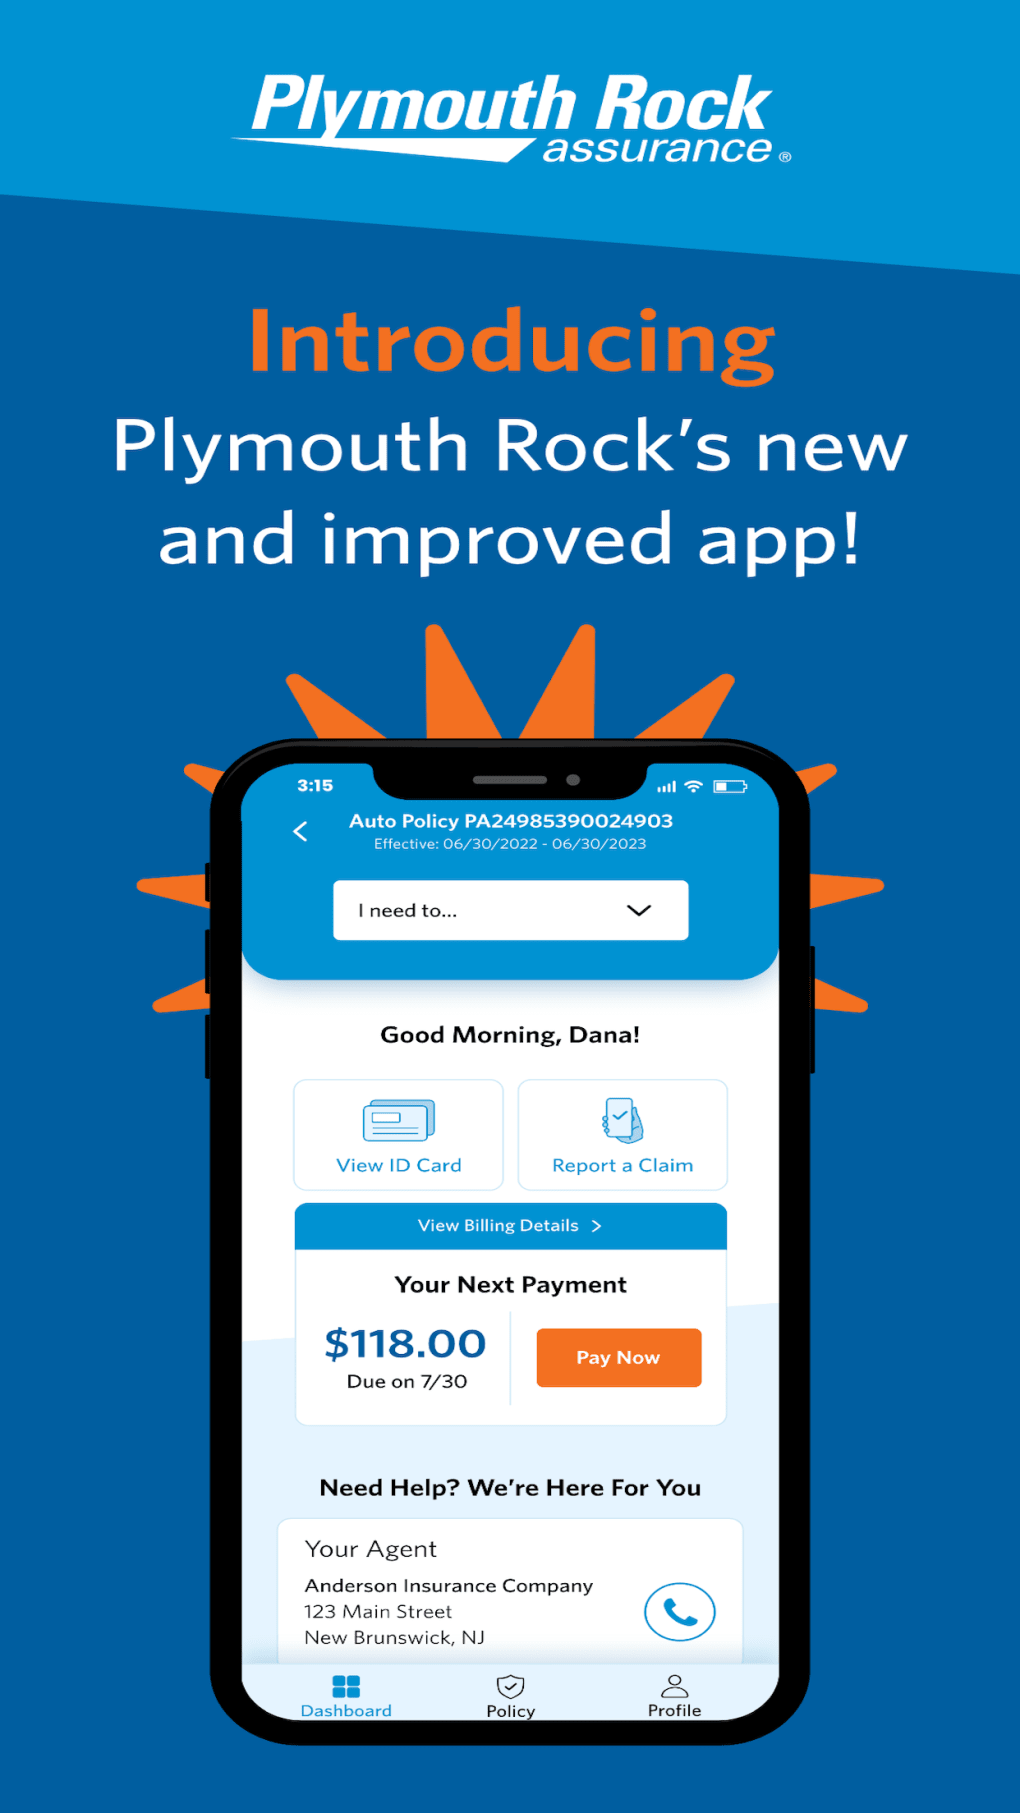 Plymouth Rock
assurance ®
Introducing
Plymouth Rock's new
and improved app!
3:15
Auto Policy PA24985390024903
Effective: 06/30/2022 - 06/30/2023
I need to...
Good Morning, Dana!
View ID Card
Report a Claim
View Billing Details >
Your Next Payment
$118.00
Due on 7/30
Pay Now
Need Help? We're Here For You
Your Agent
Anderson Insurance Company
123 Main Street
New Brunswick, NJ
Dashboard
Policy
Profile